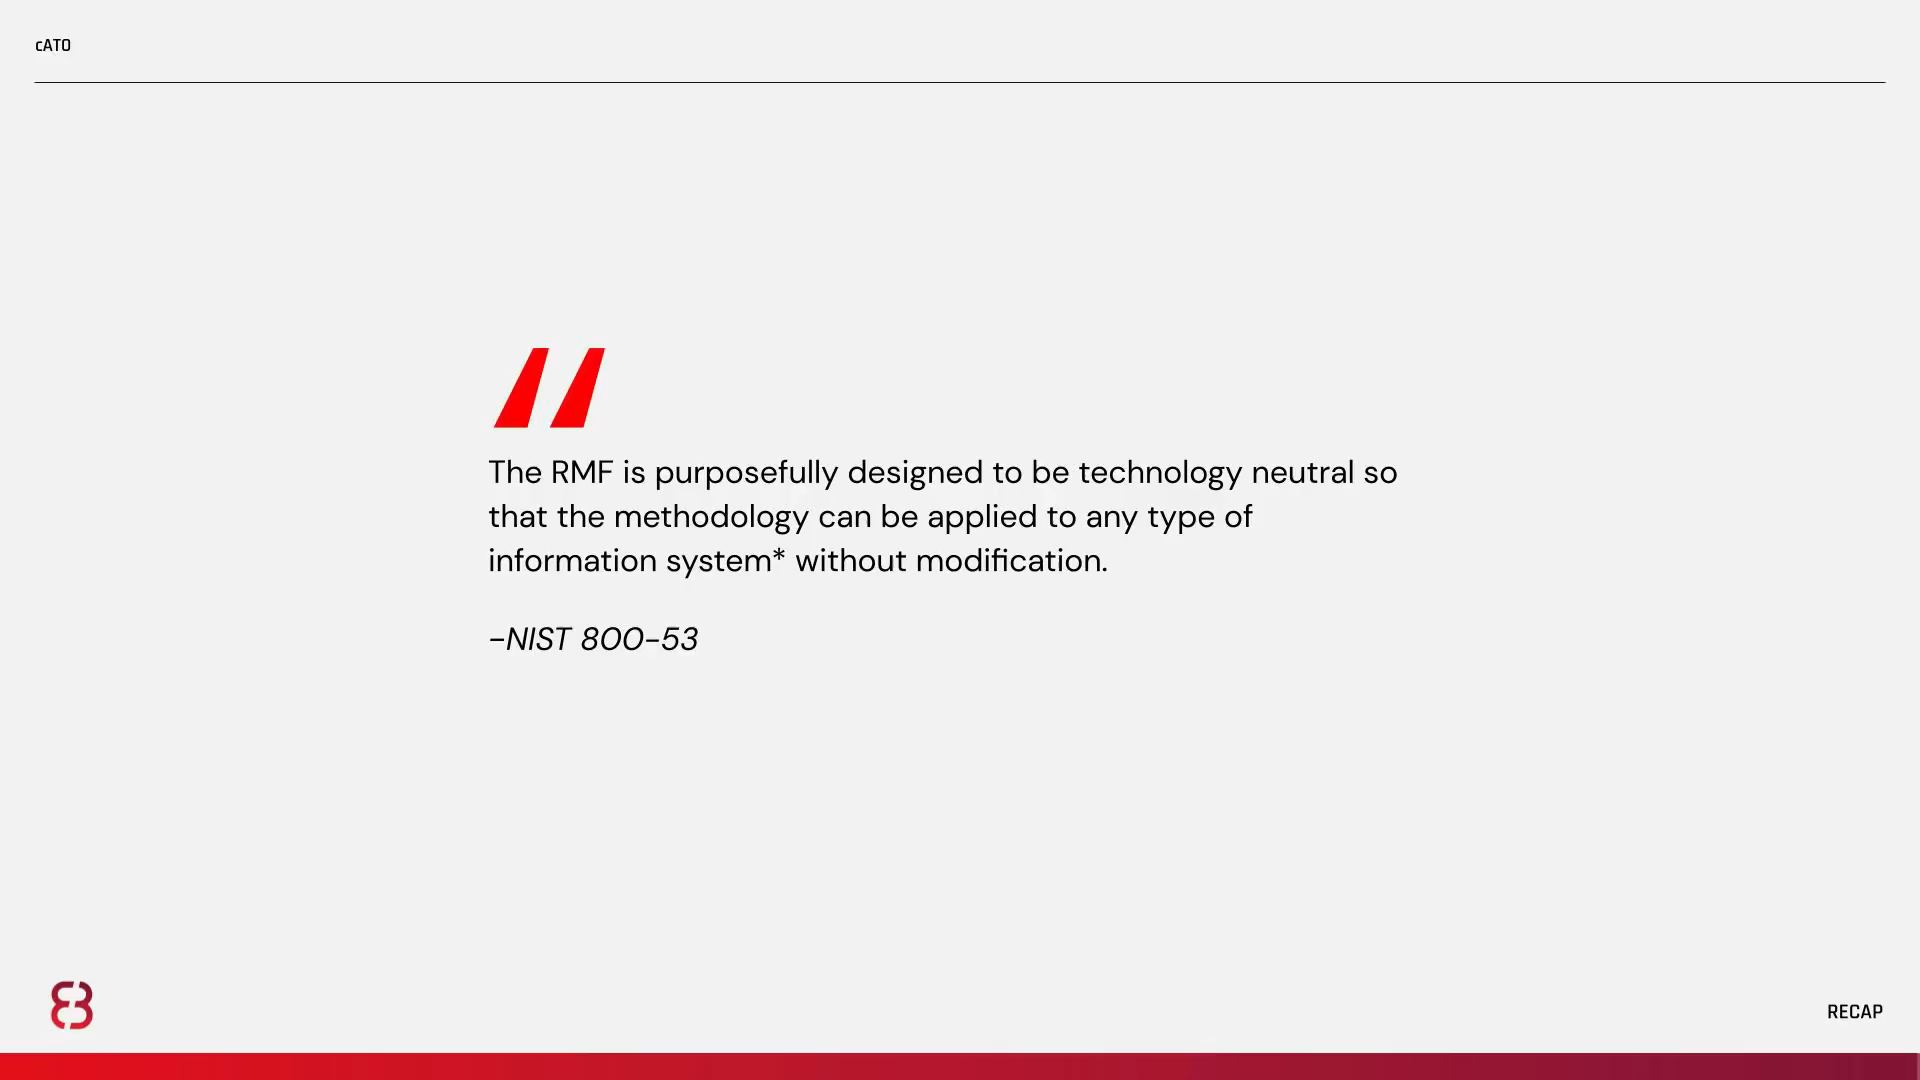 cATO
The RMF is purposefully designed to be technology neutral so
that the methodology can be applied to any type of
information system* without modification.
–NIST 800-53
RECAP